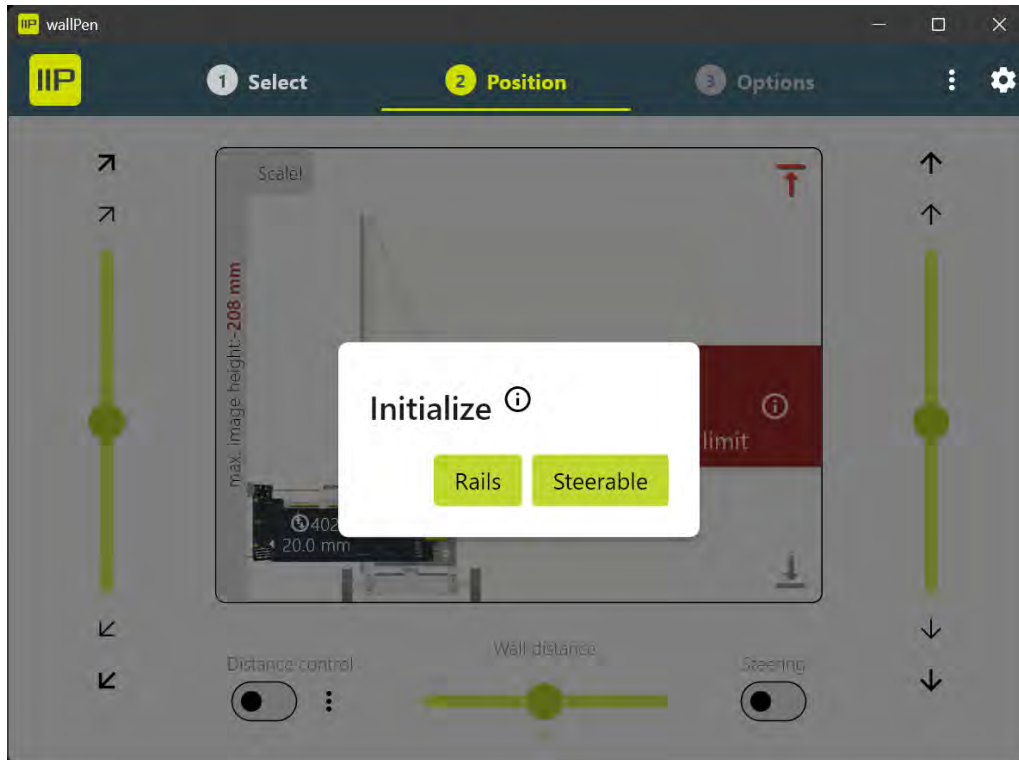 wallPen
1 Select
2 Position
3 Options
Scale!
max. image height:-208 mm
Initialize
limit
Rails Steerable
402
20.0 mm
Wall distance
Distance control
Steering